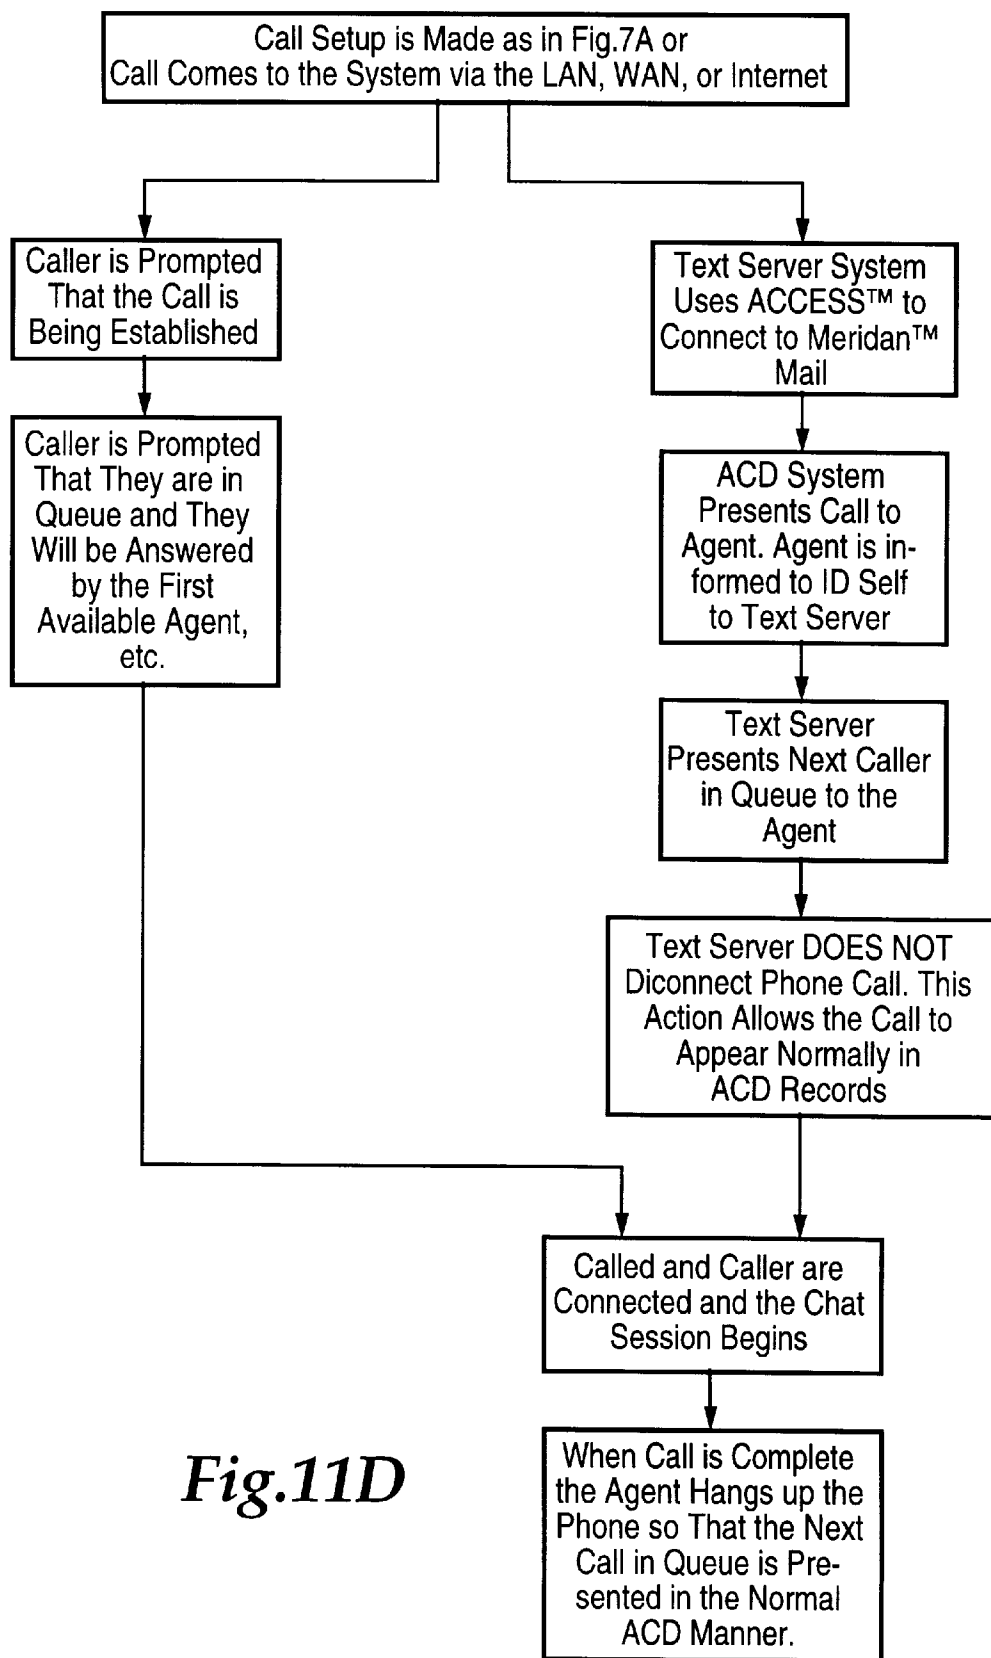 Call Setup is Made as in Fig.7A or
Call Comes to the System via the LAN, WAN, or Internet
Caller is Prompted
That the Call is
Being Established
Caller is Prompted
That They are in
Queue and They
Will be Answered
by the First
Available Agent,
etc.
Text Server System
Uses ACCESS™ to
Connect to Meridan™
Mail
ACD System
Presents Call to
Agent. Agent is in-
formed to ID Self
to Text Server
Text Server
Presents Next Caller
in Queue to the
Agent
Text Server DOES NOT
Diconnect Phone Call. This
Action Allows the Call to
Appear Normally in
ACD Records
Called and Caller are
Connected and the Chat
Session Begins
When Call is Complete
the Agent Hangs up the
Phone so That the Next
Call in Queue is Pre-
sented in the Normal
ACD Manner.
Fig.11D